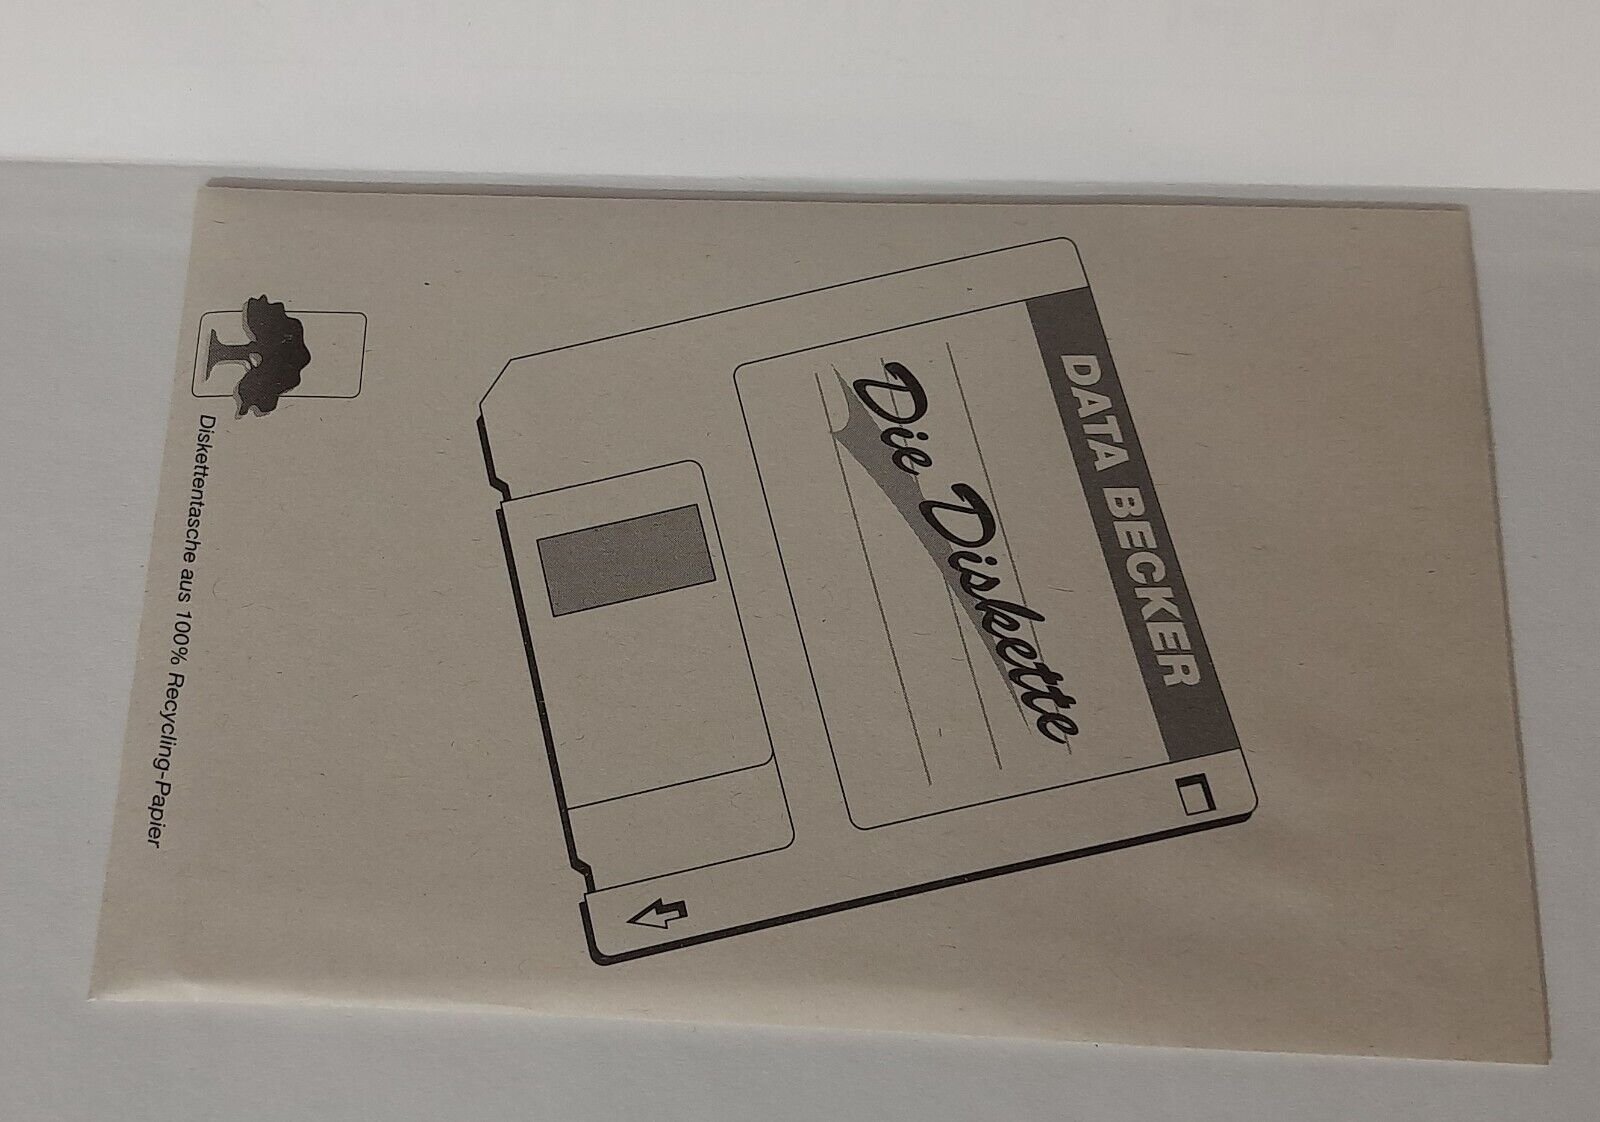 DATA BECKER
Die Diskette
Diskettentasche aus 100% Recycling-Papier